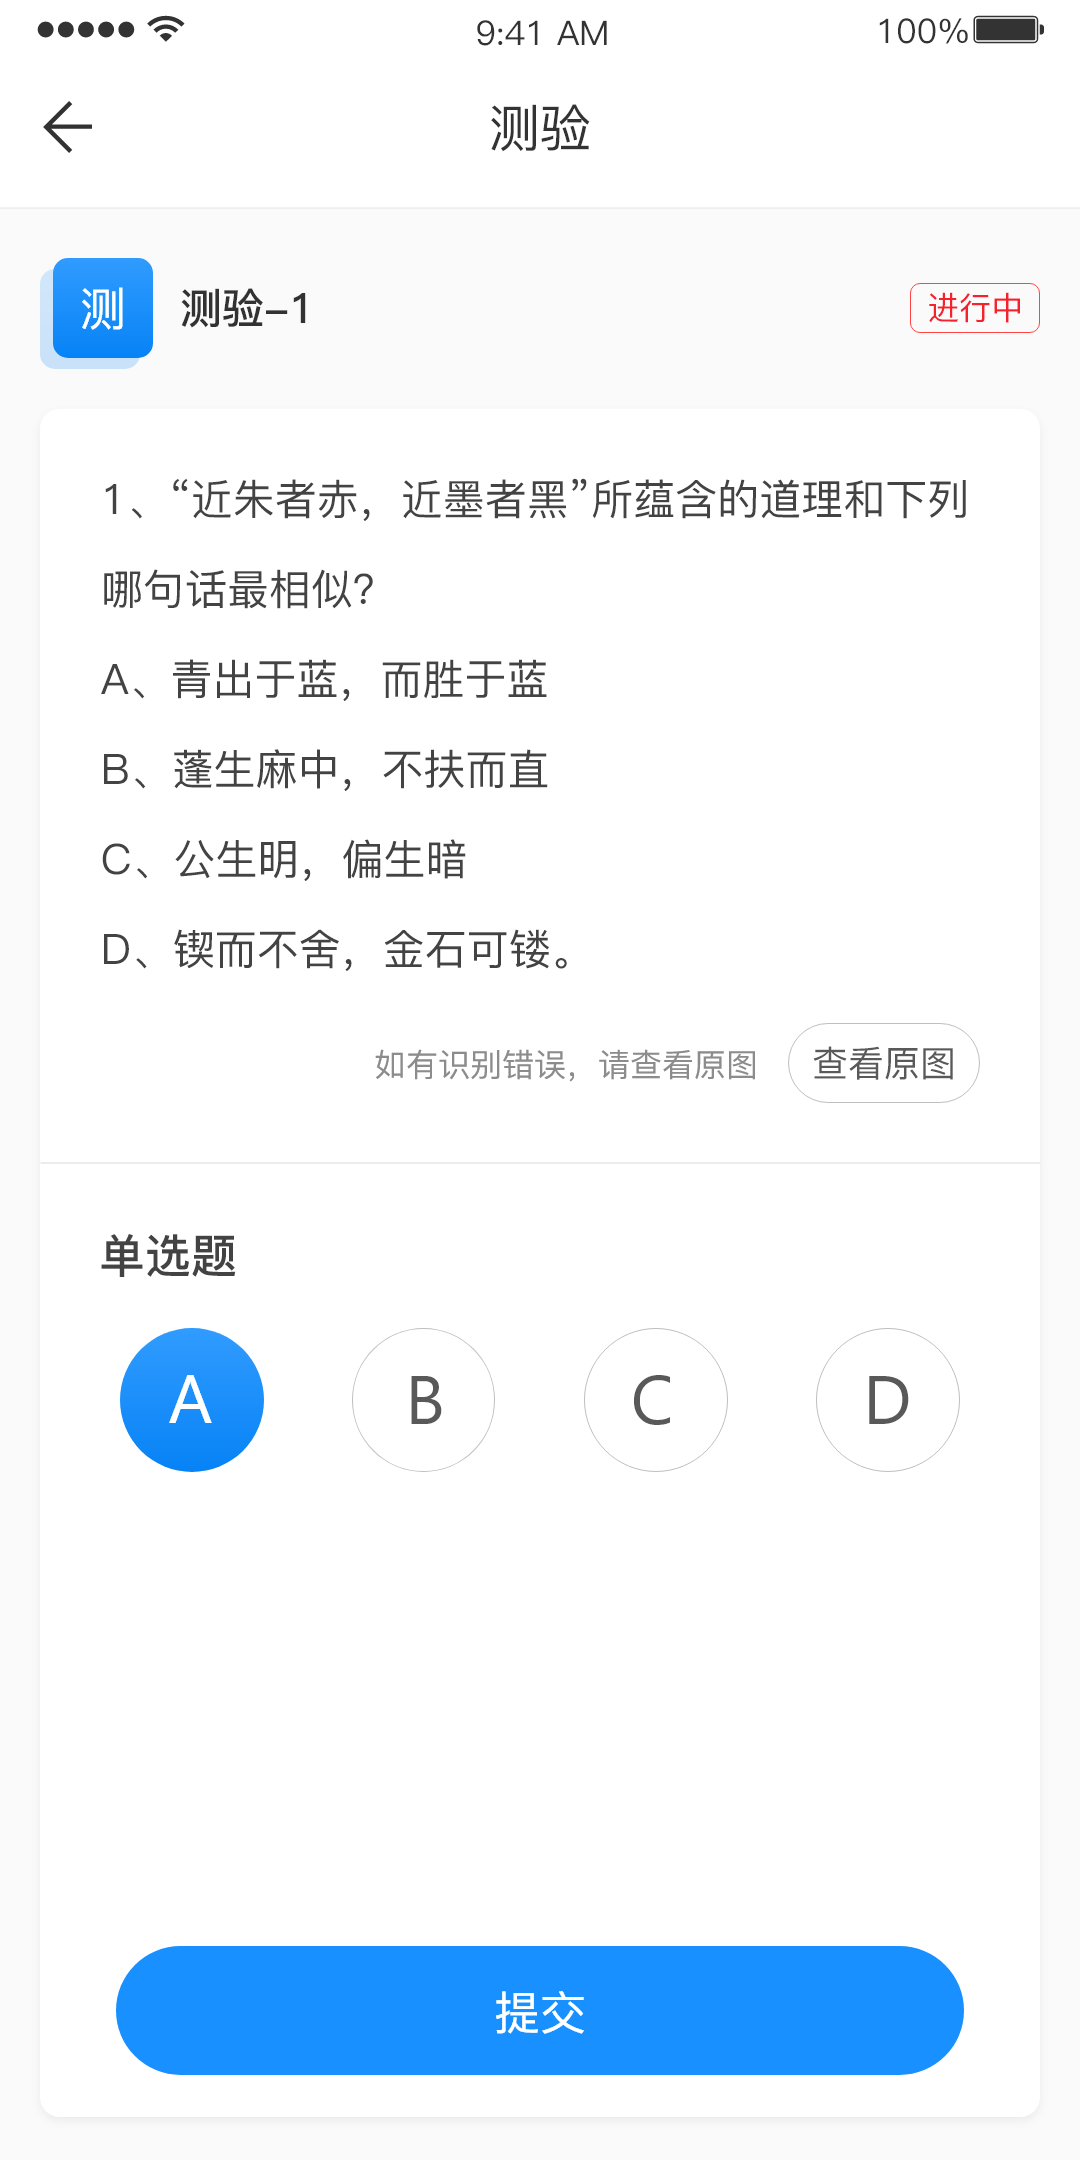 9:41 AM
100%
测验
测
测验-1
进行中
1、“近朱者赤，近墨者黑”所蕴含的道理和下列
哪句话最相似?
A、青出于蓝，而胜于蓝
B、蓬生麻中，不扶而直
C、公生明，偏生暗
D、锲而不舍，金石可镂。
如有识别错误，请查看原图
查看原图
单选题
A
B
C
D
提交